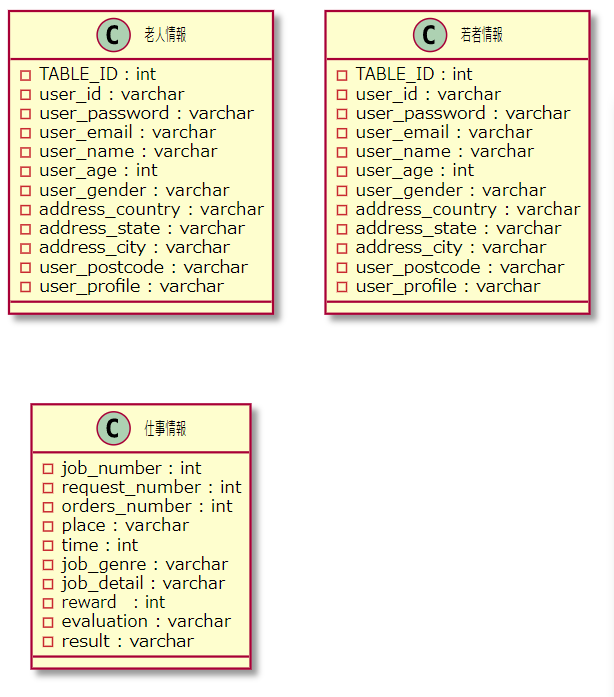 C 老人情報
TABLE_ID : int
user_id : varchar
user_password : varchar
user_email : varchar
user_name : varchar
user_age : int
user_gender : varchar
address_country : varchar
address_state : varchar
address_city : varchar
user_postcode : varchar
user_profile : varchar
C 若者情報
TABLE_ID : int
user_id : varchar
user_password : varchar
user_email : varchar
user_name : varchar
user_age : int
user_gender : varchar
address_country : varchar
address_state : varchar
address_city : varchar
user_postcode : varchar
user_profile : varchar
C 仕事情報
job_number : int
request_number : int
orders_number : int
place : varchar
time : int
job_genre : varchar
job_detail : varchar
reward : int
evaluation : varchar
result : varchar